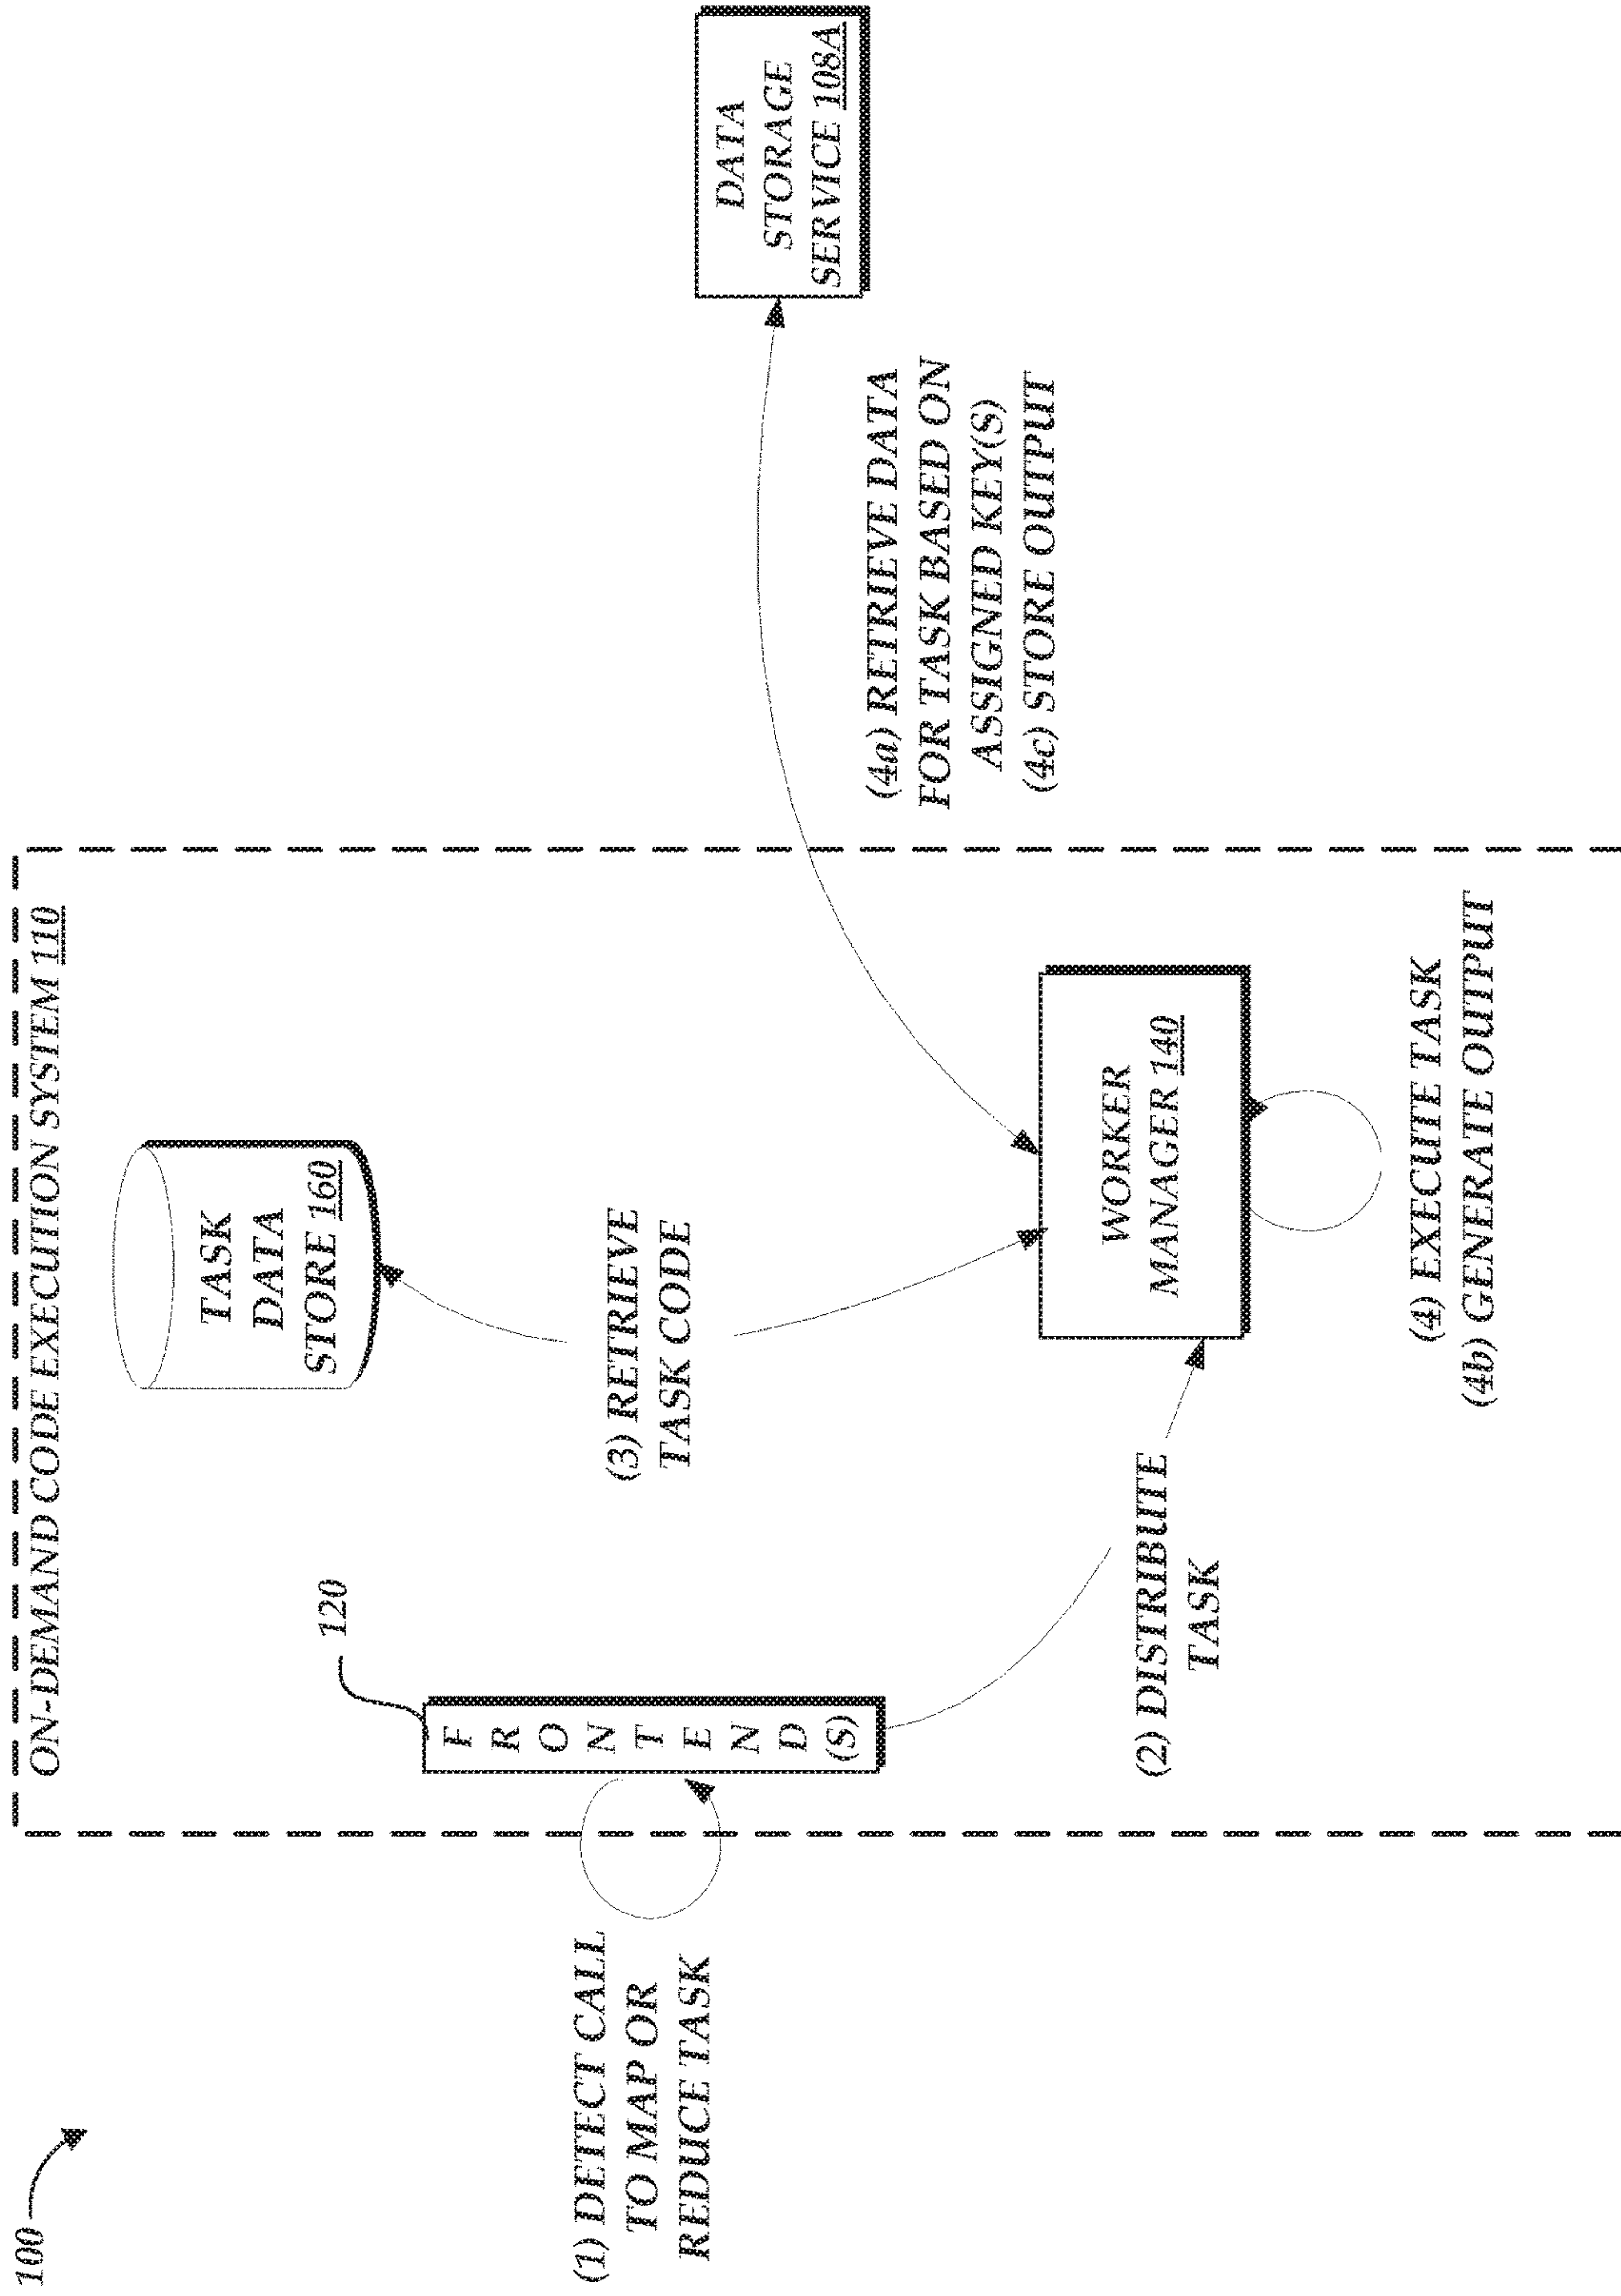 100
ON-DEMAND CODE EXECUTION SYSTEM 110
TASK
DATA
STORE 160
120
F
R
O
N
T
E
N
D
(S)
(1) DETECT CALL
TO MAP OR
REDUCE TASK
(3) RETRIEVE
TASK CODE
DATA
STORAGE
SERVICE 108A
(4a) RETRIEVE DATA
FOR TASK BASED ON
ASSIGNED KEY(S)
(4c) STORE OUTPUT
WORKER
MANAGER 140
(2) DISTRIBUTE
TASK
(4) EXECUTE TASK
(4b) GENERATE OUTPUT